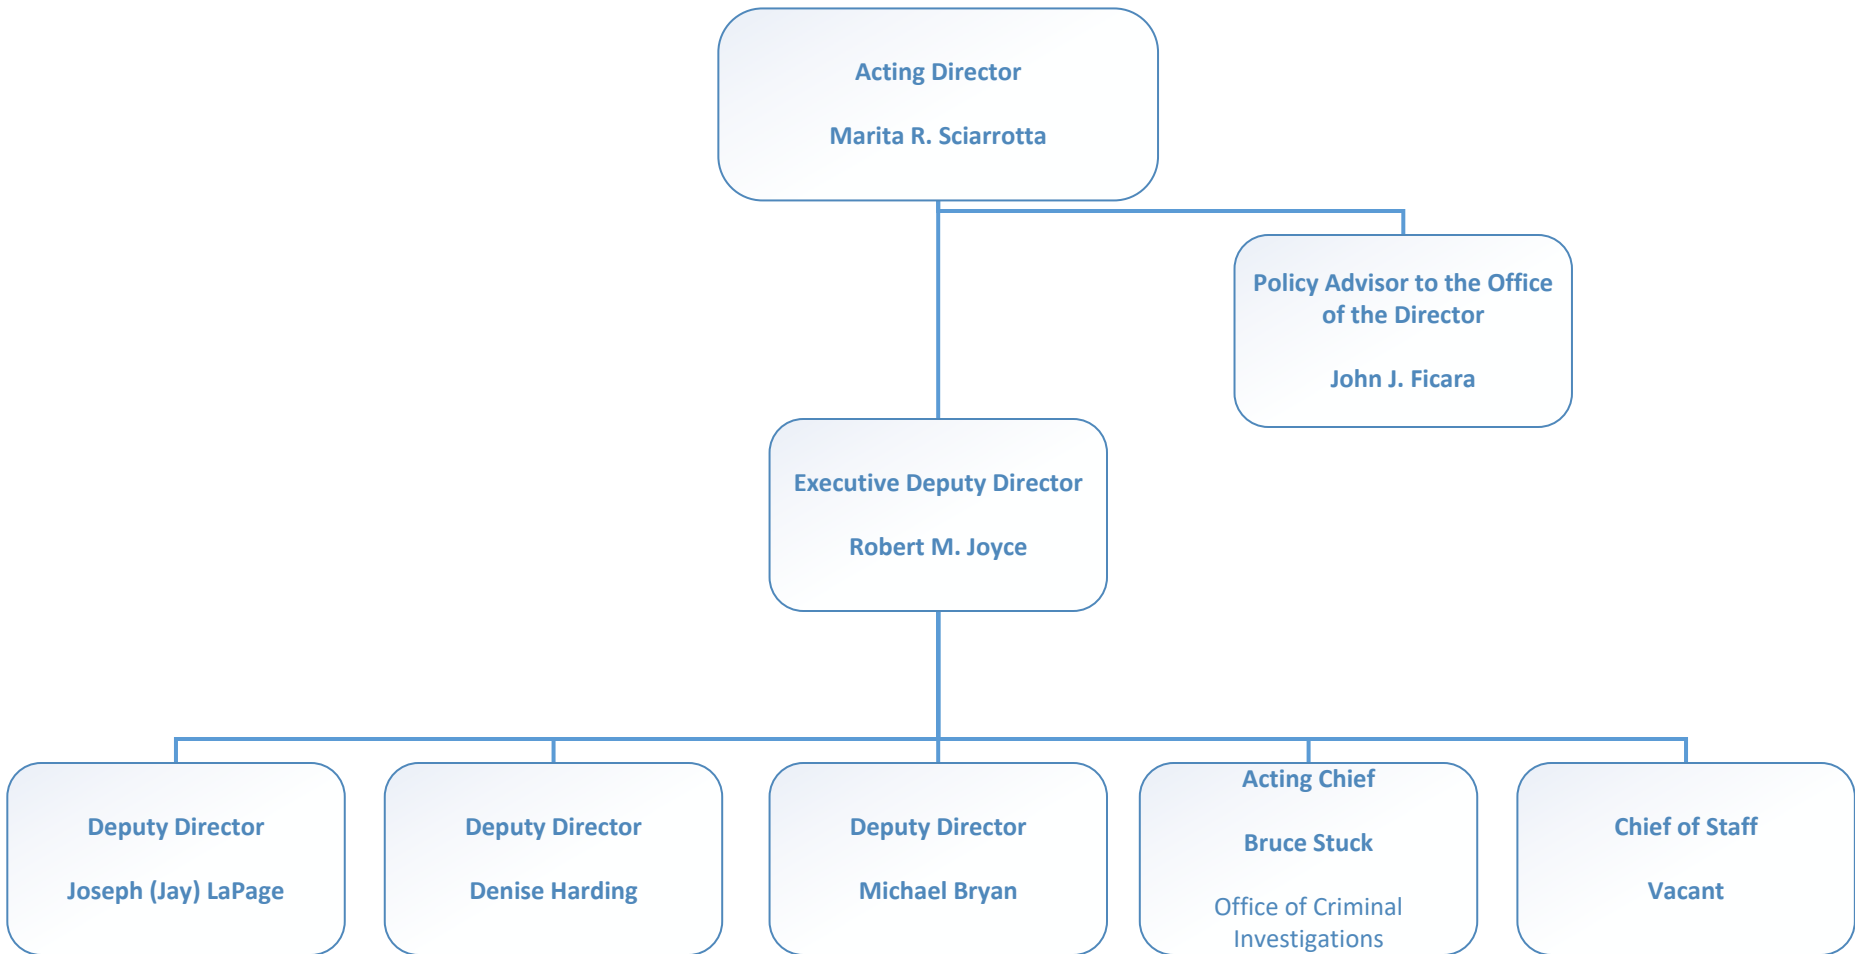 Acting Director
Marita R. Sciarrotta
Policy Advisor to the Office
of the Director
John J. Ficara
Executive Deputy Director
Robert M. Joyce
Deputy Director
Joseph (Jay) LaPage
Deputy Director
Denise Harding
Deputy Director
Michael Bryan
Acting Chief
Bruce Stuck
Office of Criminal
Investigations
Chief of Staff
Vacant